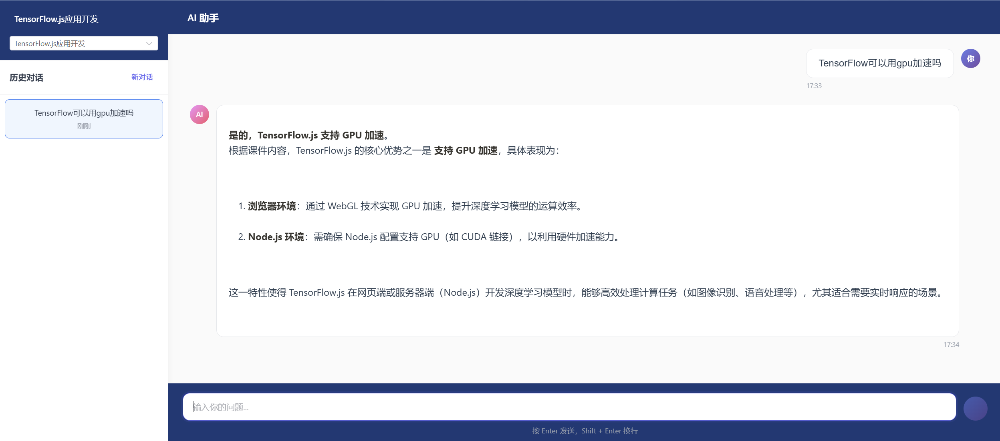 TensorFlow.js应用开发
TensorFlow.js应用开发
历史对话
新对话
TensorFlow可以用gpu加速吗
刚刚
AI 助手
TensorFlow可以用gpu加速吗
你
17:33
AI
是的，TensorFlow.js 支持 GPU 加速。
根据课件内容，TensorFlow.js 的核心优势之一是 支持 GPU 加速，具体表现为：
1. 浏览器环境：通过 WebGL 技术实现 GPU 加速，提升深度学习模型的运算效率。
2. Node.js 环境：需确保 Node.js 配置支持 GPU（如 CUDA 链接），以利用硬件加速能力。
这一特性使得 TensorFlow.js 在网页端或服务器端（Node.js）开发深度学习模型时，能够高效处理计算任务（如图像识别、语音处理等），尤其适合需要实时响应的场景。
17:34
输入你的问题...
按 Enter 发送，Shift + Enter 换行